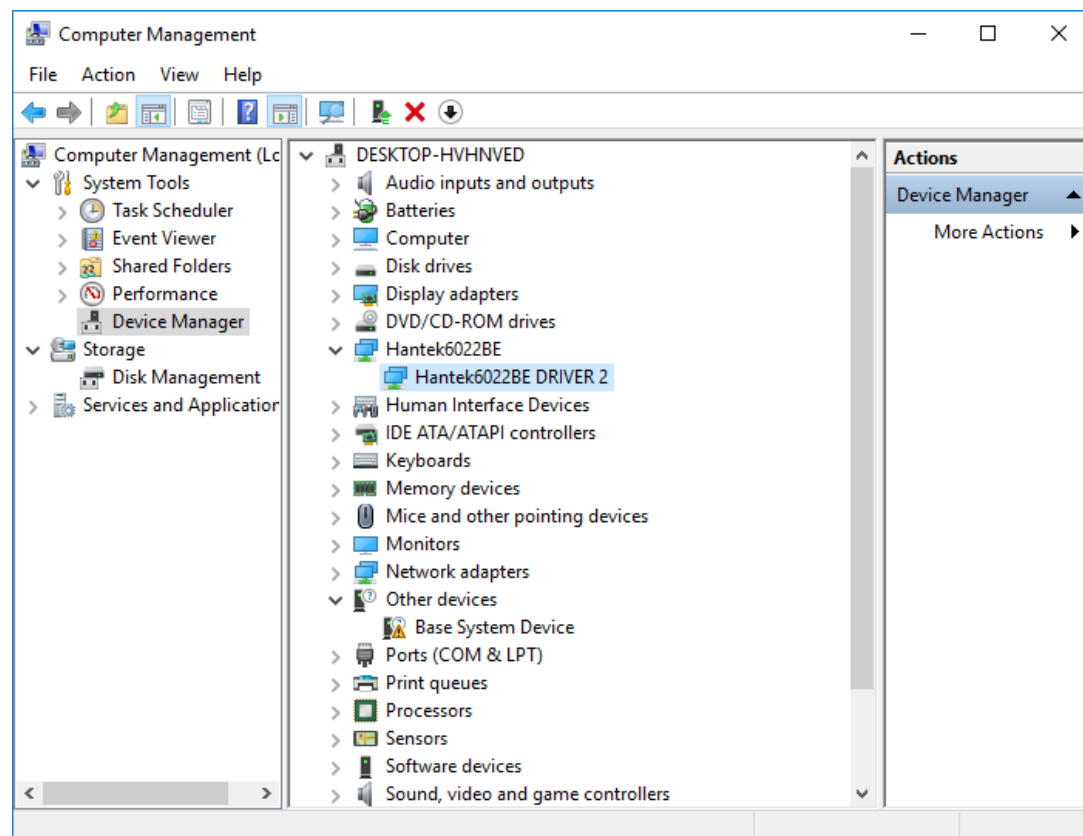 Computer Management
File Action View Help
Computer Management (Lc
System Tools
Task Scheduler
Event Viewer
Shared Folders
Performance
Device Manager
Storage
Disk Management
Services and Application
DESKTOP-HVHNVED
Audio inputs and outputs
Batteries
Computer
Disk drives
Display adapters
DVD/CD-ROM drives
Hantek6022BE
Hantek6022BE DRIVER 2
Human Interface Devices
IDE ATA/ATAPI controllers
Keyboards
Memory devices
Mice and other pointing devices
Monitors
Network adapters
Other devices
Base System Device
Ports (COM & LPT)
Print queues
Processors
Sensors
Software devices
Sound, video and game controllers
Actions
Device Manager
More Actions